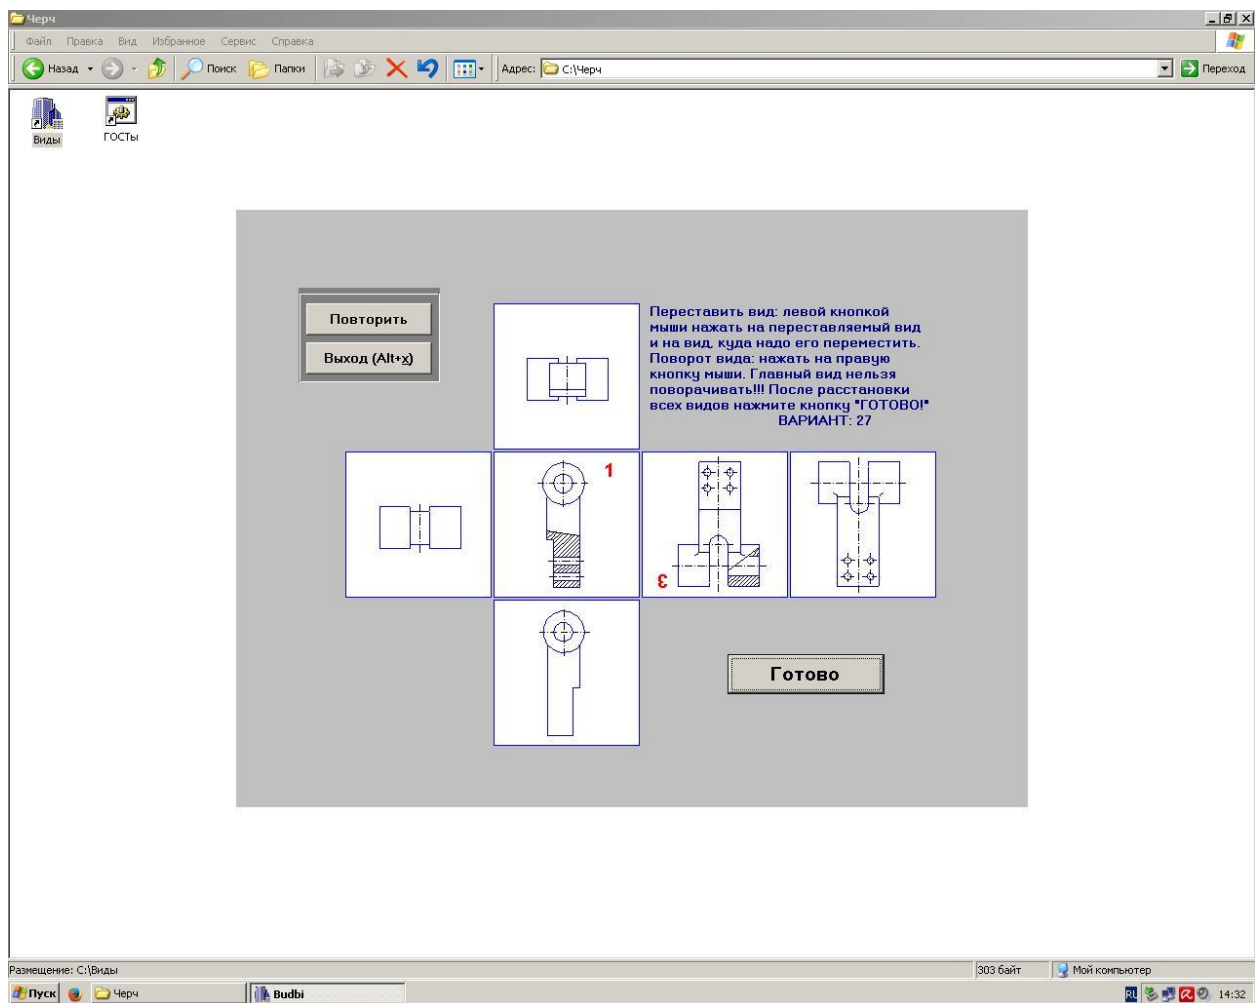 Черч
Файл Правка Вид Избранное Сервис Справка
Назад Поиск Папки Адрес: C:\Черч Переход
Виды
ГОСТы
Повторить
Выход (Alt+x)
Переставить вид: левой кнопкой
мыши нажать на переставляемый вид
и на вид, куда надо его переместить.
Поворот вида: нажать на правую
кнопку мыши. Главный вид нельзя
поворачивать!!! После расстановки
всех видов нажмите кнопку "ГОТОВО!"
ВАРИАНТ: 27
1
3
Готово
Размещение: C:\Виды 303 байт Мой компьютер
Пуск Черч Budbi RL 14:32